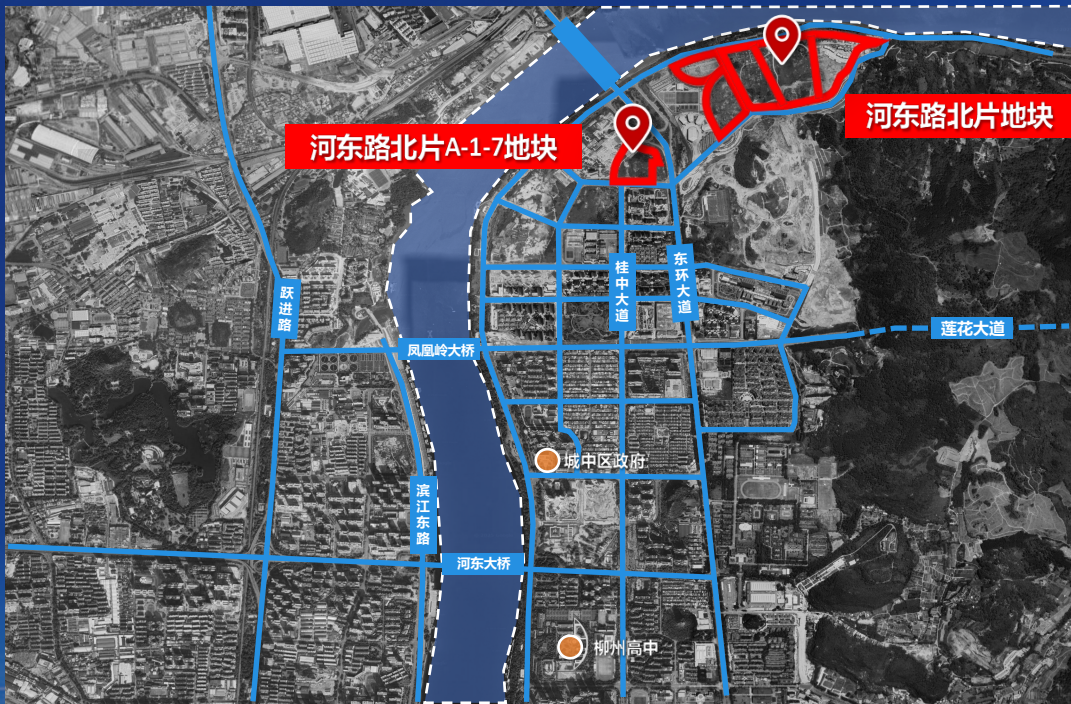 河东路北片地块
河东路北片A-1-7地块
桂中大道
东环大道
跃进路
莲花大道
凤凰岭大桥
城中区政府
滨江东路
河东大桥
柳州高中